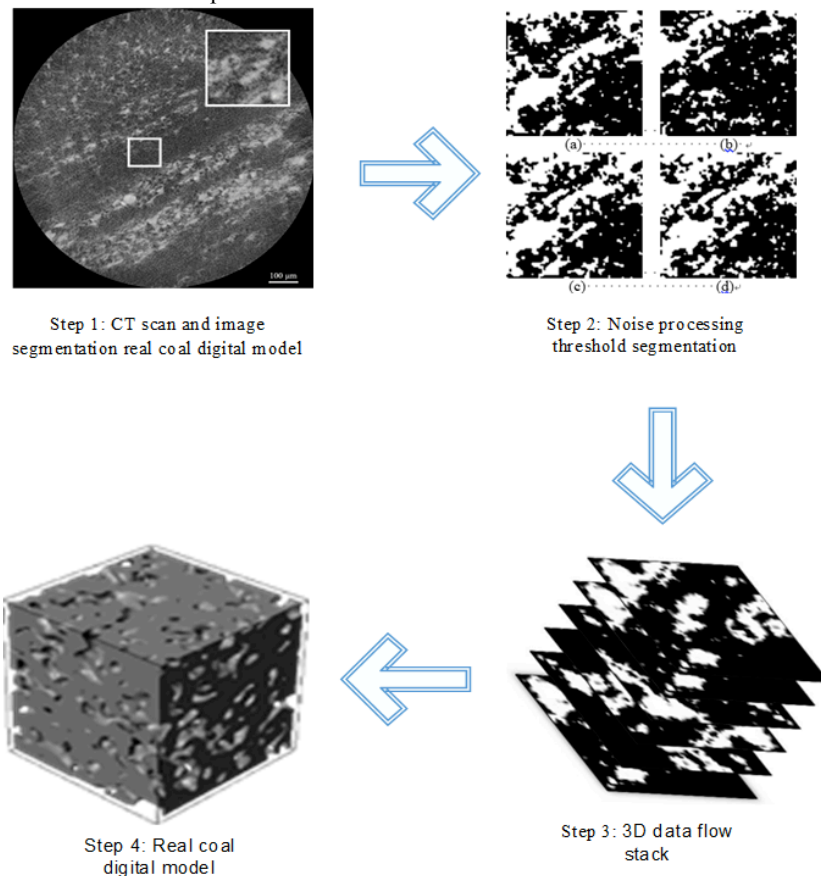 100 μm
(a)
(b)
(c)
(d)
Step 1: CT scan and image
segmentation real coal digital model
Step 2: Noise processing
threshold segmentation
Step 4: Real coal
digital model
Step 3: 3D data flow
stack